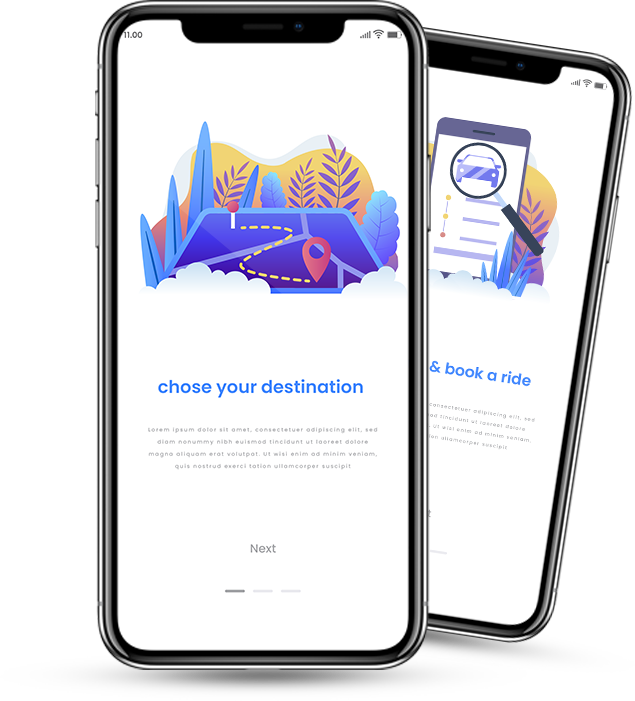 11.00
chose your destination
Lorem ipsum dolor sit amet, consectetuer adipiscing elit, sed
diam nonummy nibh euismod tincidunt ut laoreet dolore
magna aliquam erat volutpat. Ut wisi enim ad minim veniam,
quis nostrud exerci tation ullamcorper suscipit
Next
& book a ride
consectetuer adipiscing elit,
tincidunt ut laoreet
Ut wisi enim ad minim veniam,
tation ullamcorper suscipit